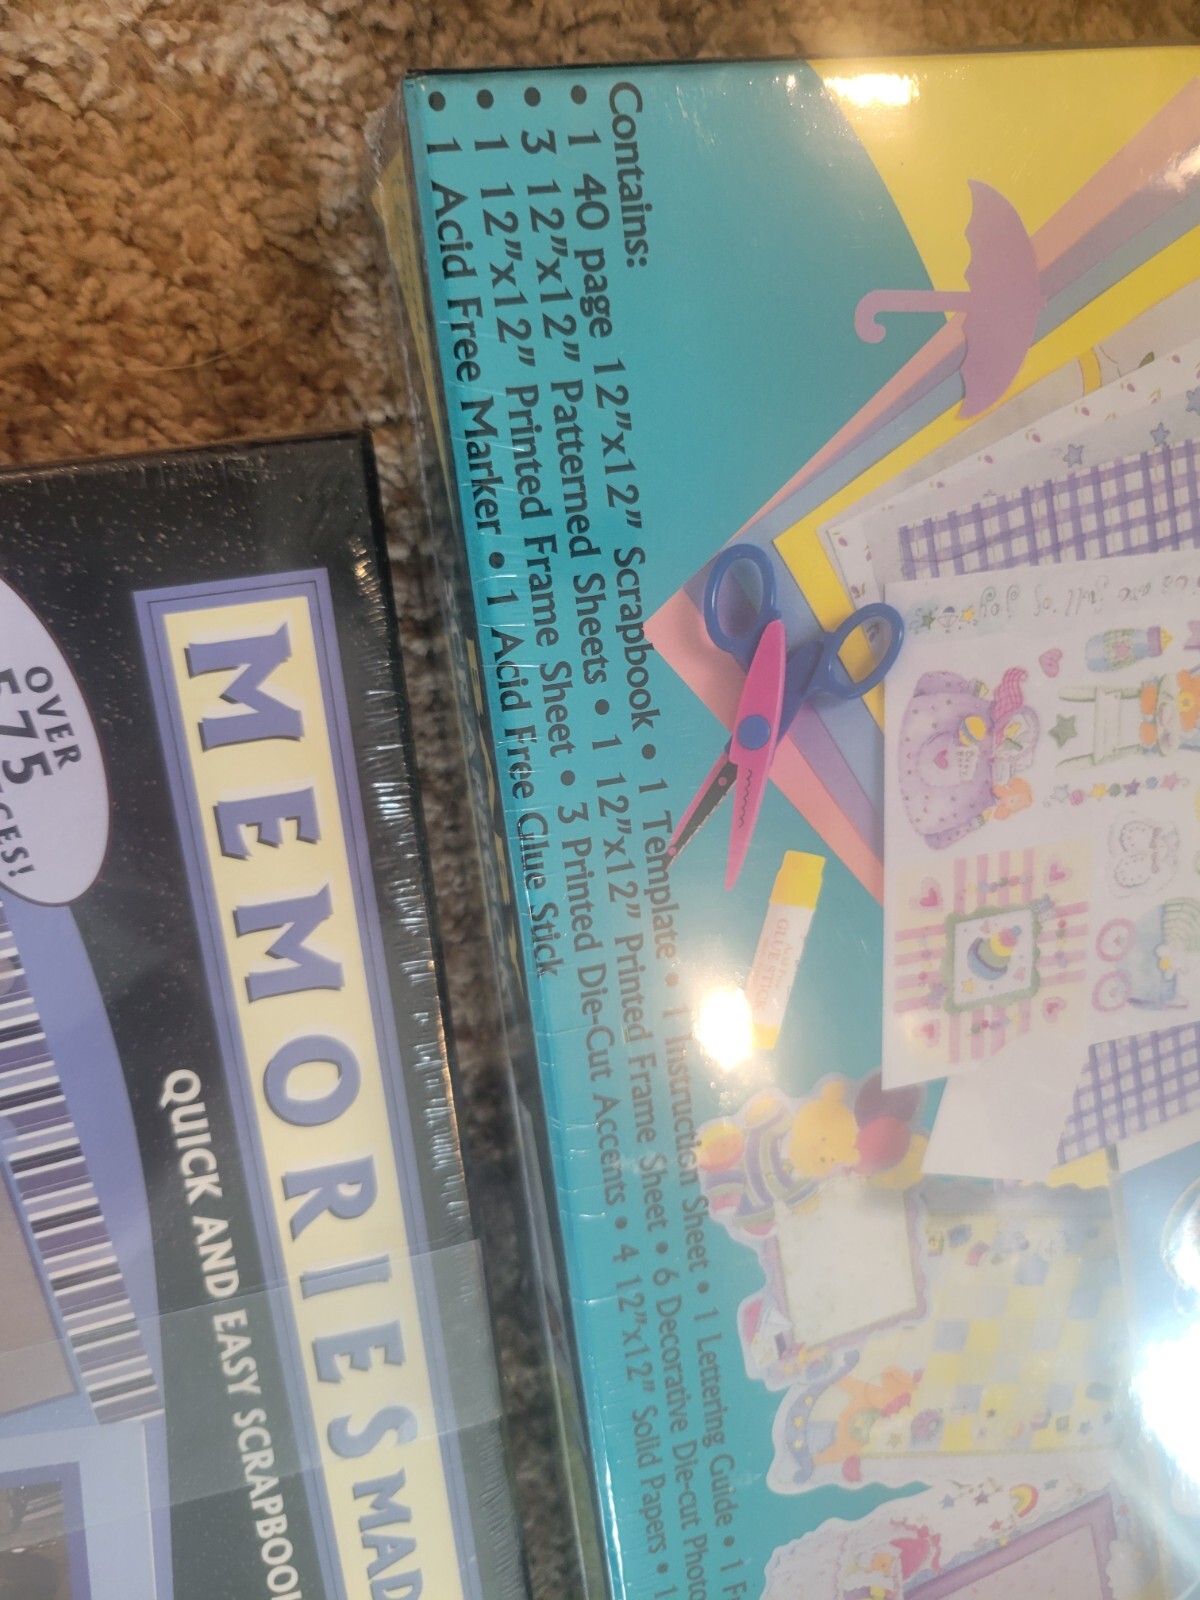 Contains:
• 1 40 page 12"x12" Scrapbook • 1 Template • 1 Instruction Sheet • 1 Lettering Guide • 1
• 3 12"x12" Patterned Sheets • 1 12"x12" Printed Frame Sheet • 6 Decorative Die-cut Photo
• 1 12"x12" Printed Frame Sheet • 3 Printed Die-Cut Accents • 4 12"x12" Solid Papers • 1
• 1 Acid Free Marker • 1 Acid Free Glue Stick
GLUE STICK
MEMORIES MAD
QUICK AND EASY SCRAPBOO
OVER
575